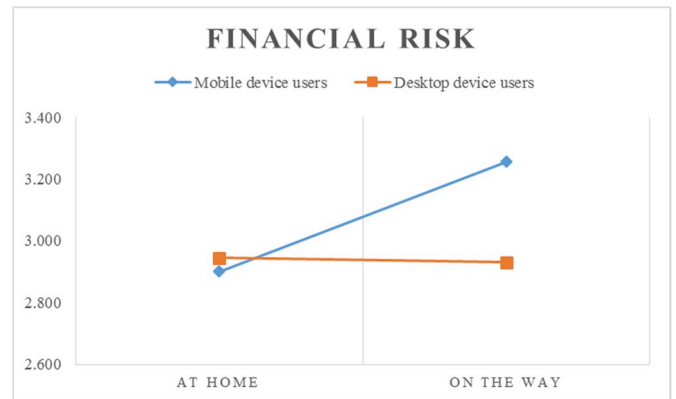 FINANCIAL RISK
Mobile device users Desktop device users
3.400
3.200
3.000
2.800
2.600
AT HOME ON THE WAY